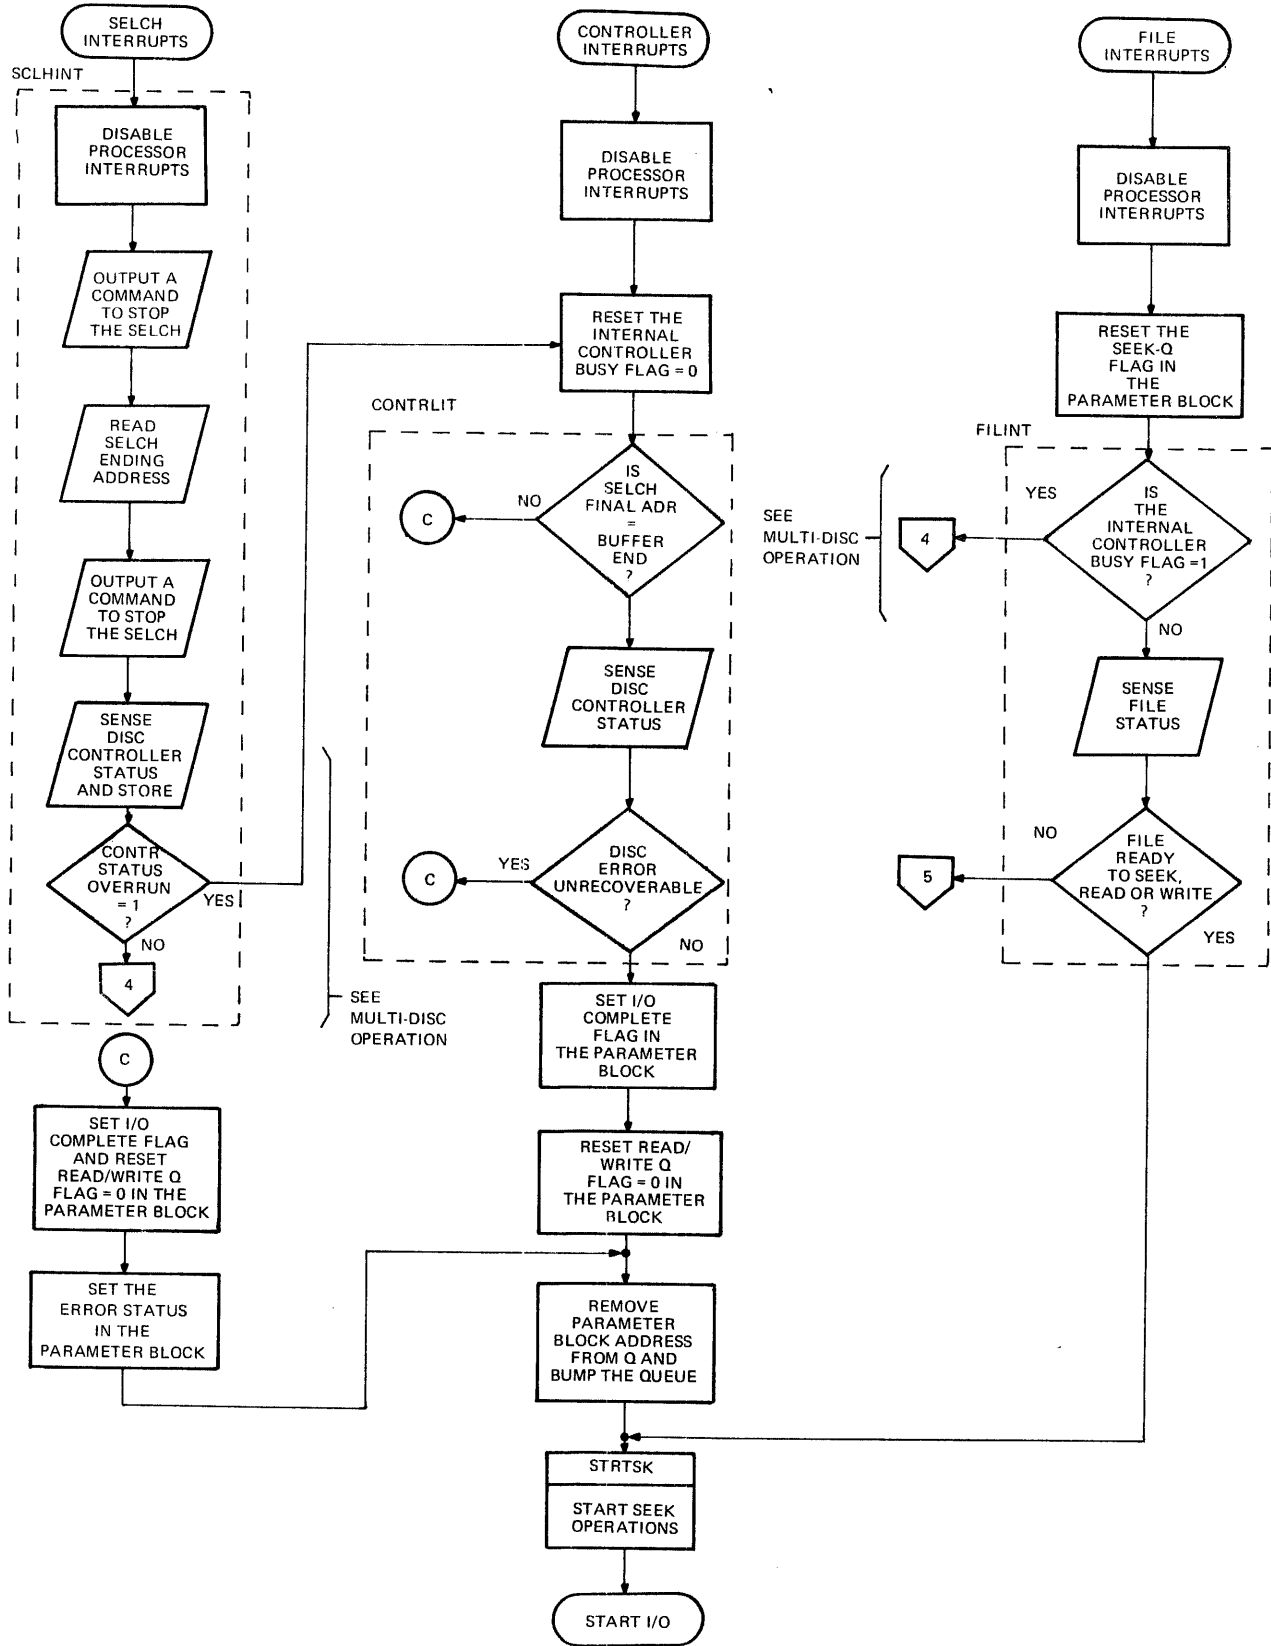 SELCH
INTERRUPTS
SCLHINT
DISABLE
PROCESSOR
INTERRUPTS
OUTPUT A
COMMAND
TO STOP
THE SELCH
READ
SELCH
ENDING
ADDRESS
OUTPUT A
COMMAND
TO STOP
THE SELCH
SENSE
DISC
CONTROLLER
STATUS
AND STORE
CONTR
STATUS
OVERRUN
= 1
?
YES
NO
4
SEE
MULTI-DISC
OPERATION
C
SET I/O
COMPLETE FLAG
AND RESET
READ/WRITE Q
FLAG = 0 IN THE
PARAMETER BLOCK
SET THE
ERROR STATUS
IN THE
PARAMETER BLOCK
CONTROLLER
INTERRUPTS
DISABLE
PROCESSOR
INTERRUPTS
RESET THE
INTERNAL
CONTROLLER
BUSY FLAG = 0
CONTRLIT
IS
SELCH
FINAL ADR
=
BUFFER
END
?
NO
C
SENSE
DISC
CONTROLLER
STATUS
DISC
ERROR
UNRECOVERABLE
?
YES
C
NO
SET I/O
COMPLETE
FLAG IN
THE PARAMETER
BLOCK
RESET READ/
WRITE Q
FLAG = 0 IN
THE PARAMETER
BLOCK
REMOVE
PARAMETER
BLOCK ADDRESS
FROM Q AND
BUMP THE QUEUE
STRTSK
START SEEK
OPERATIONS
START I/O
FILE
INTERRUPTS
DISABLE
PROCESSOR
INTERRUPTS
RESET THE
SEEK-Q
FLAG IN
THE
PARAMETER BLOCK
FILINT
IS
THE
INTERNAL
CONTROLLER
BUSY FLAG =1
?
YES
4
SEE
MULTI-DISC
OPERATION
NO
SENSE
FILE
STATUS
FILE
READY
TO SEEK,
READ OR WRITE
?
NO
5
YES